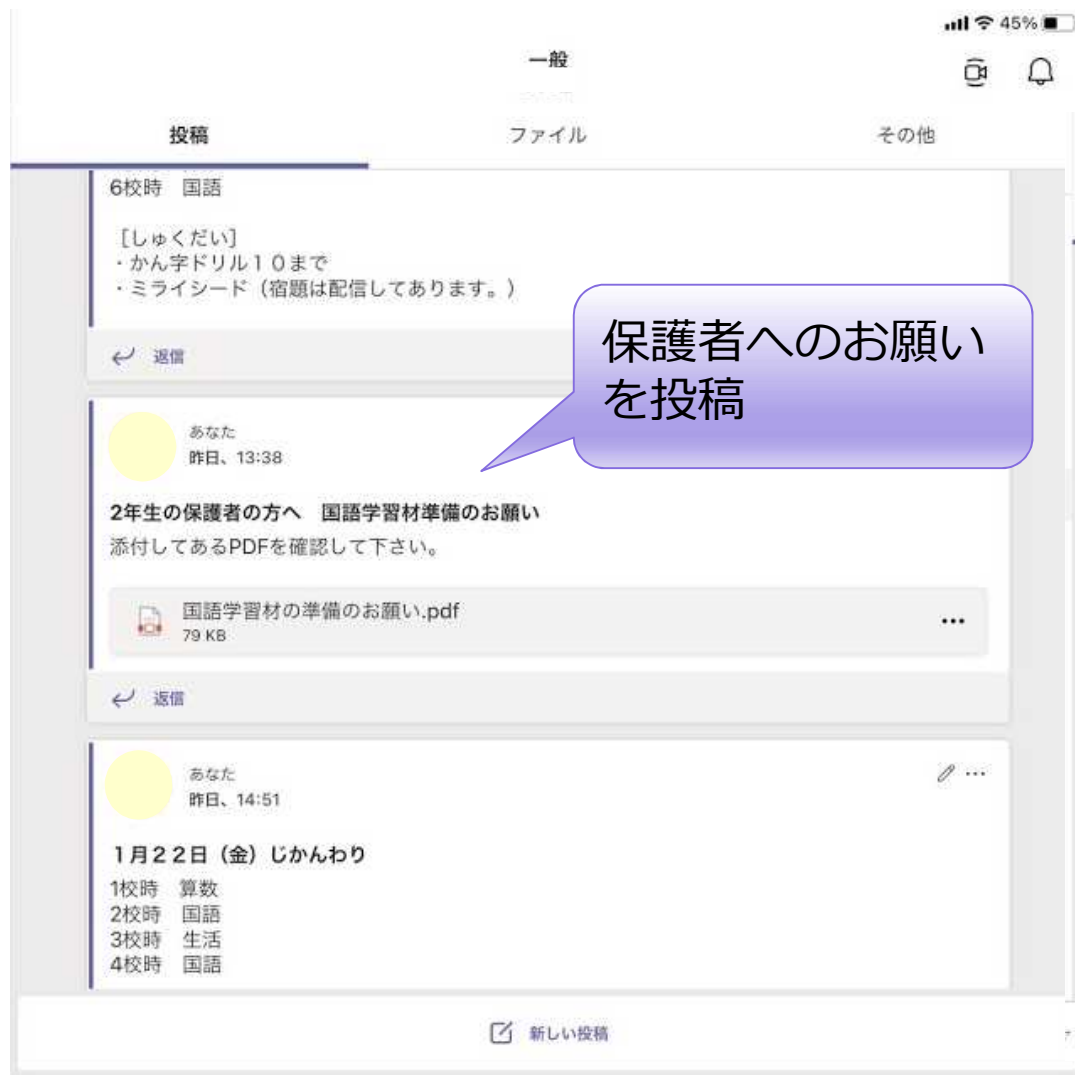 45%
一般
投稿 ファイル その他
6校時 国語
[しゅくだい]
・かん字ドリル１０まで
・ミライシード（宿題は配信してあります。）
返信
保護者へのお願い
を投稿
あなた
昨日、13:38
2年生の保護者の方へ 国語学習材準備のお願い
添付してあるPDFを確認して下さい。
国語学習材の準備のお願い.pdf
79 KB
返信
あなた
昨日、14:51
１月２２日（金）じかんわり
1校時 算数
2校時 国語
3校時 生活
4校時 国語
新しい投稿